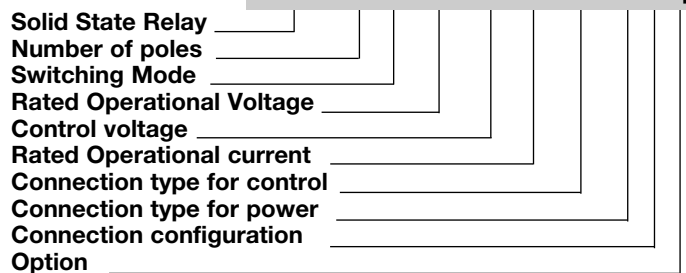 Solid State Relay
Number of poles
Switching Mode
Rated Operational Voltage
Control voltage
Rated Operational current
Connection type for control
Connection type for power
Connection configuration
Option